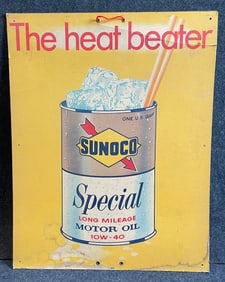 The heat beater
ONE U.S. QUART
SUNOCO
Special
LONG MILEAGE
MOTOR OIL
10W-40